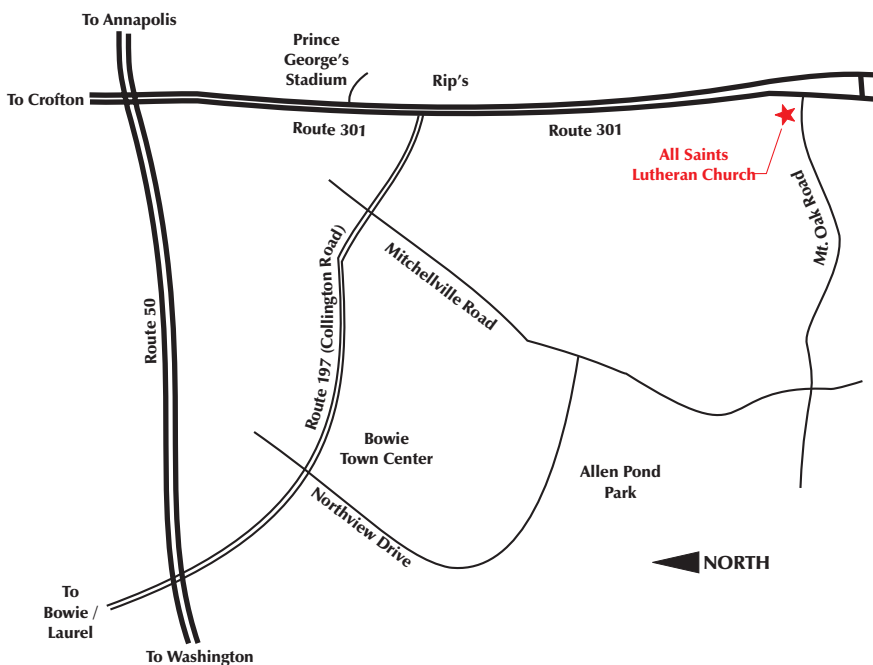 To Annapolis
Prince
George's
Stadium
Rip's
To Crofton
Route 301
Route 301
All Saints
Lutheran Church
Mt. Oak Road
Mitchellville Road
Route 50
Route 197 (Collington Road)
Bowie
Town Center
Allen Pond
Park
Northview Drive
NORTH
To
Bowie /
Laurel
To Washington